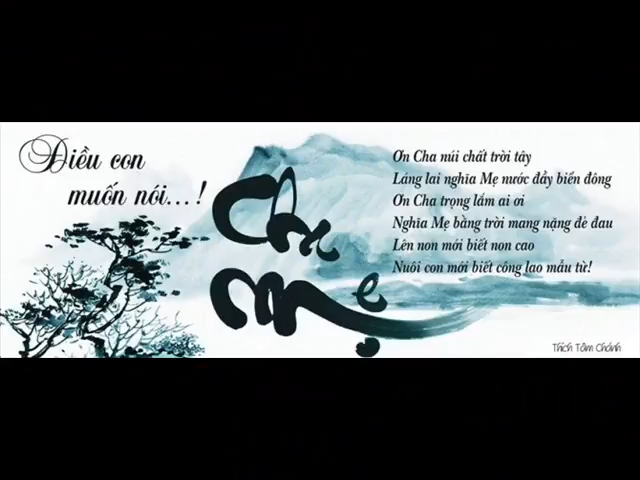 Điều con
muốn nói...!
Cha
Mẹ
Ơn Cha núi chất trời tây
Láng lai nghĩa Mẹ nước đầy biển đông
Ơn Cha trọng lắm ai ơi
Nghĩa Mẹ bằng trời mang nặng đẻ đau
Lên non mới biết non cao
Nuôi con mới biết công lao mẫu từ!
Thích Tâm Chánh